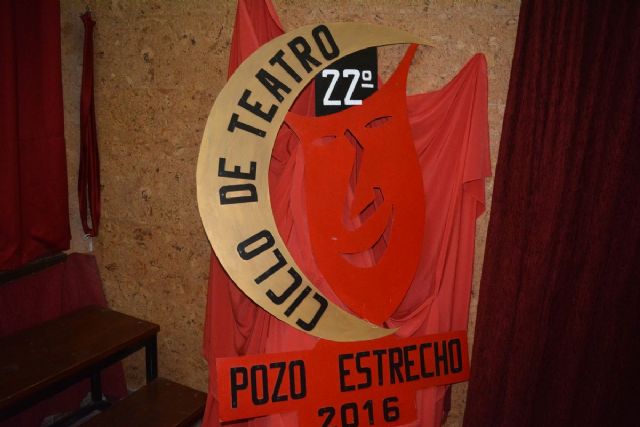 22º
CICLO DE TEATRO
POZO ESTRECHO
2016